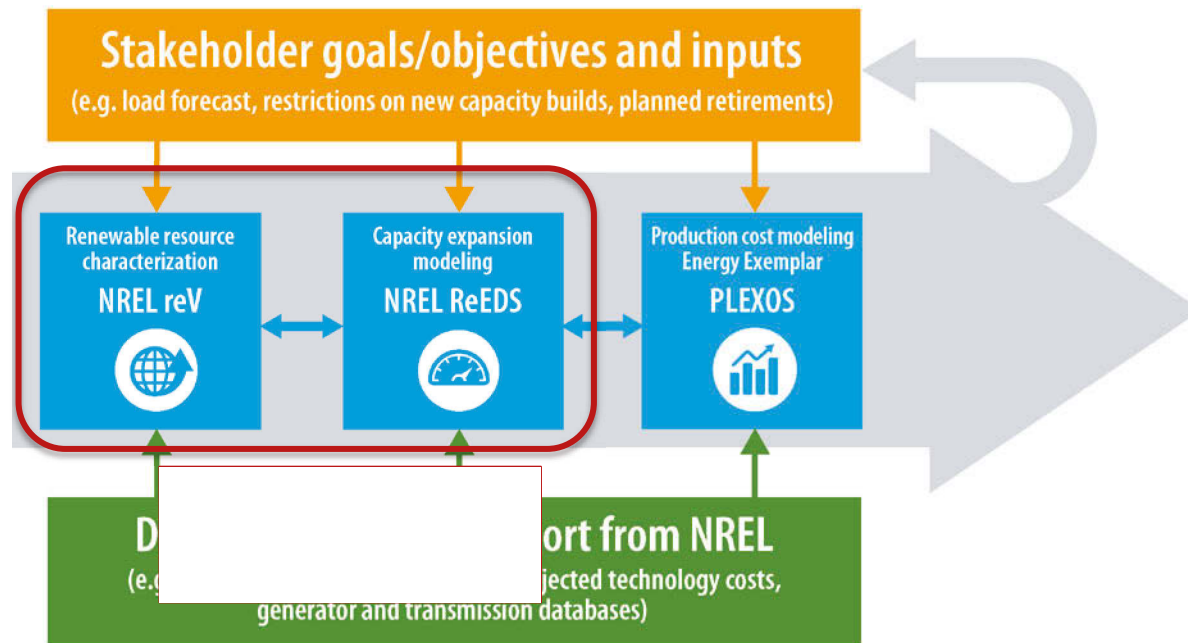 Stakeholder goals/objectives and inputs
(e.g. load forecast, restrictions on new capacity builds, planned retirements)
Renewable resource
characterization
NREL reV
Capacity expansion
modeling
NREL ReEDS
Production cost modeling
Energy Exemplar
PLEXOS
from NREL
technology costs,
generator and transmission databases)